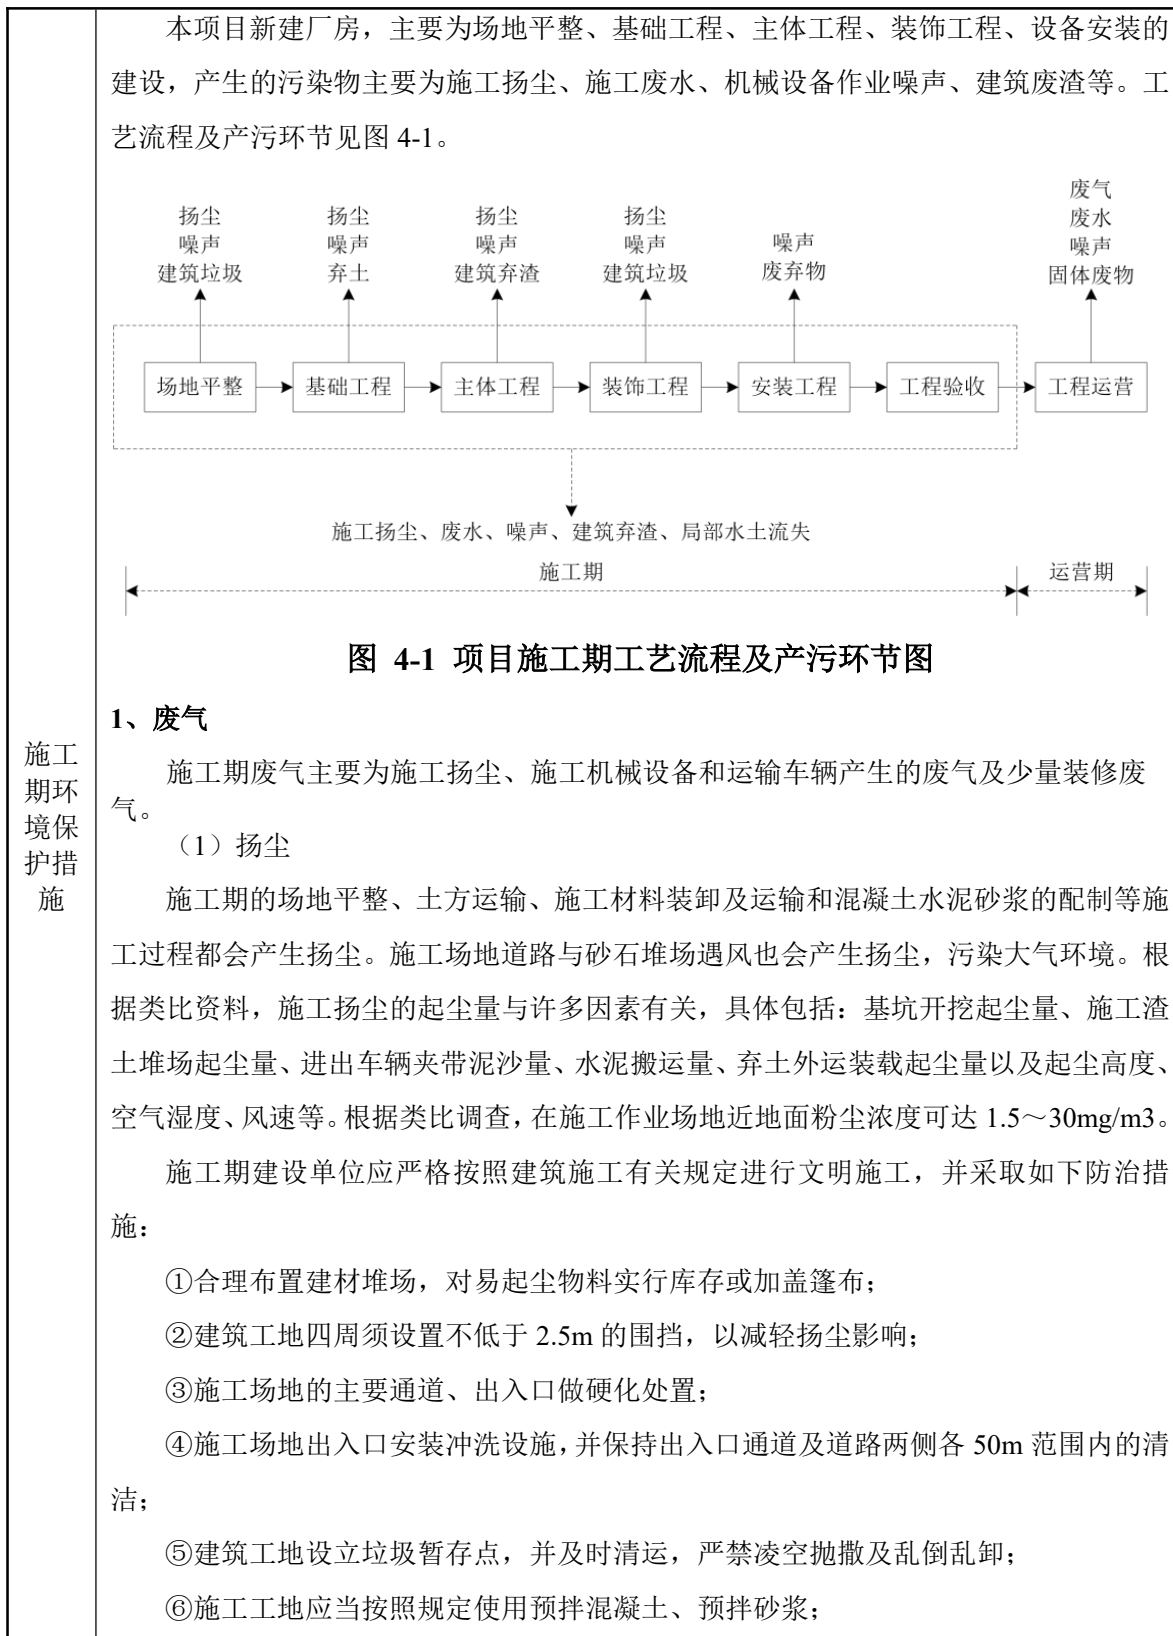 本项目新建厂房，主要为场地平整、基础工程、主体工程、装饰工程、设备安装的
建设，产生的污染物主要为施工扬尘、施工废水、机械设备作业噪声、建筑废渣等。工
艺流程及产污环节见图 4-1。
扬尘
噪声
建筑垃圾
扬尘
噪声
弃土
扬尘
噪声
建筑弃渣
扬尘
噪声
建筑垃圾
噪声
废弃物
废气
废水
噪声
固体废物
场地平整
基础工程
主体工程
装饰工程
安装工程
工程验收
工程运营
施工扬尘、废水、噪声、建筑弃渣、局部水土流失
施工期
运营期
图 4-1 项目施工期工艺流程及产污环节图
施工
期环
境保
护措
施
1、废气
施工期废气主要为施工扬尘、施工机械设备和运输车辆产生的废气及少量装修废
气。
（1）扬尘
施工期的场地平整、土方运输、施工材料装卸及运输和混凝土水泥砂浆的配制等施
工过程都会产生扬尘。施工场地道路与砂石堆场遇风也会产生扬尘，污染大气环境。根
据类比资料，施工扬尘的起尘量与许多因素有关，具体包括：基坑开挖起尘量、施工渣
土堆场起尘量、进出车辆夹带泥沙量、水泥搬运量、弃土外运装载起尘量以及起尘高度、
空气湿度、风速等。根据类比调查，在施工作业场地近地面粉尘浓度可达 1.5～30mg/m3。
施工期建设单位应严格按照建筑施工有关规定进行文明施工，并采取如下防治措
施：
①合理布置建材堆场，对易起尘物料实行库存或加盖篷布；
②建筑工地四周须设置不低于 2.5m 的围挡，以减轻扬尘影响；
③施工场地的主要通道、出入口做硬化处置；
④施工场地出入口安装冲洗设施，并保持出入口通道及道路两侧各 50m 范围内的清
洁；
⑤建筑工地设立垃圾暂存点，并及时清运，严禁凌空抛撒及乱倒乱卸；
⑥施工工地应当按照规定使用预拌混凝土、预拌砂浆；